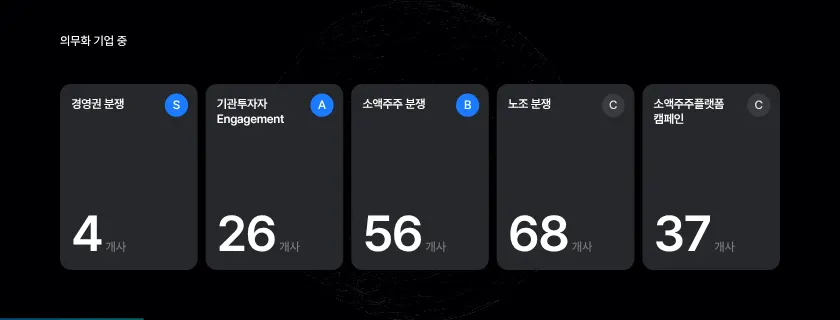 의무화 기업 중
경영권 분쟁
S
4 개사
기관투자자
Engagement
A
26 개사
소액주주 분쟁
B
56 개사
노조 분쟁
C
68 개사
소액주주플랫폼
캠페인
C
37 개사